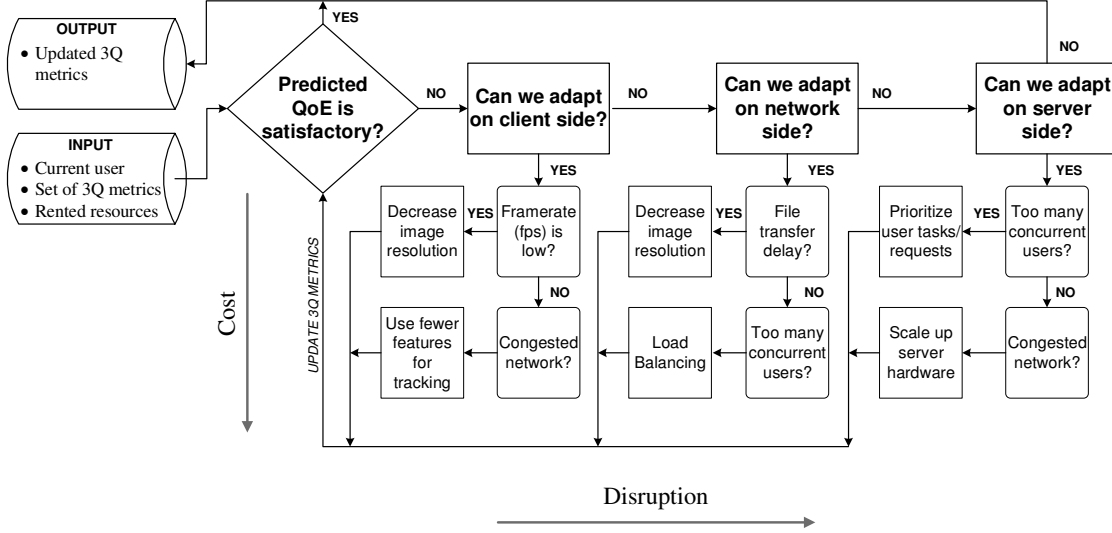 OUTPUT
• Updated 3Q
metrics
INPUT
• Current user
• Set of 3Q metrics
• Rented resources
YES
Predicted
QoE is
satisfactory?
NO
Can we adapt
on client side?
NO
Can we adapt
on network
side?
NO
NO
Can we adapt
on server
side?
YES
YES
YES
Decrease
image
resolution
YES
Framerate
(fps) is
low?
Decrease
image
resolution
YES
File
transfer
delay?
Prioritize
user tasks/
requests
YES
Too many
concurrent
users?
NO
NO
NO
Use fewer
features
for
tracking
Congested
network?
Load
Balancing
Too many
concurrent
users?
Scale up
server
hardware
Congested
network?
UPDATE 3Q METRICS
Cost
Disruption